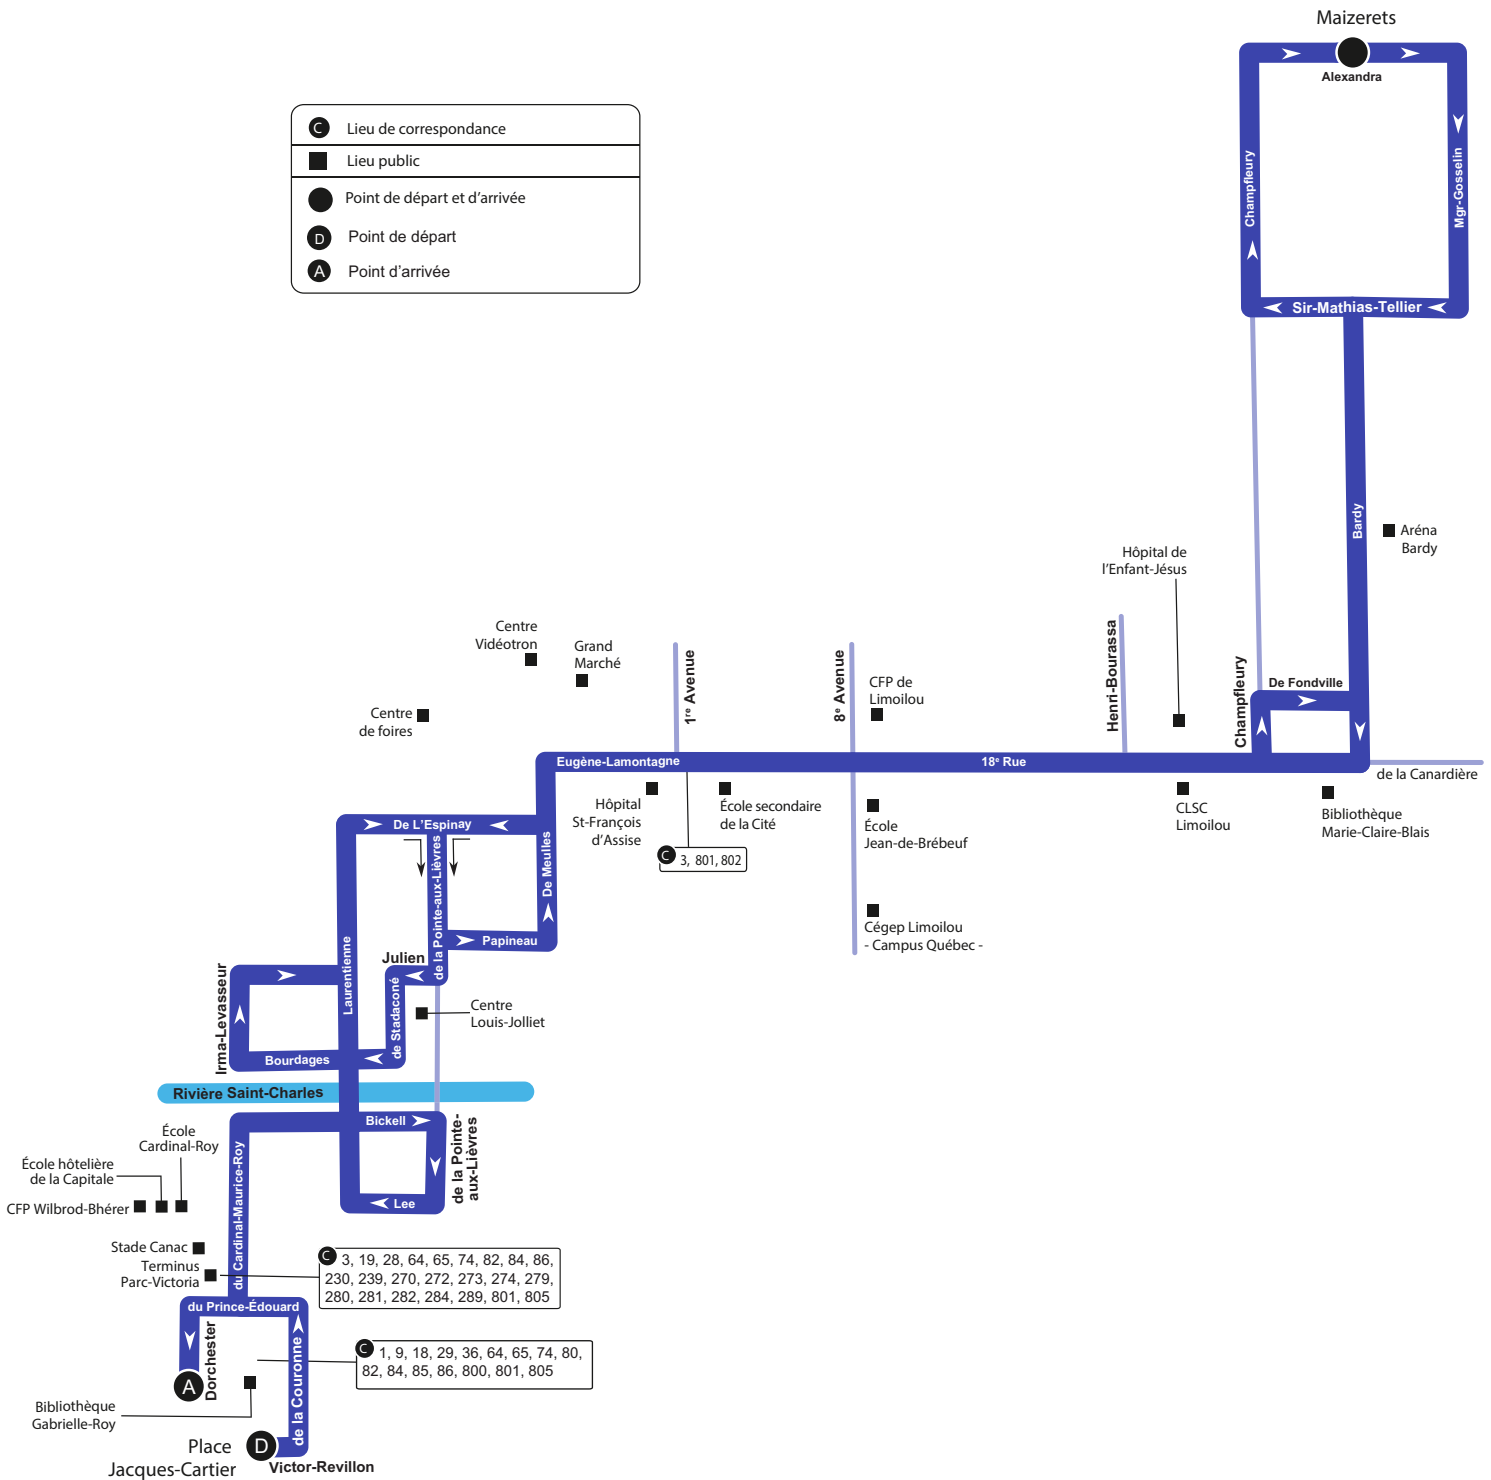 Maizerets
Alexandra
C Lieu de correspondance
Lieu public
Point de départ et d'arrivée
D Point de départ
A Point d'arrivée
Champfleury
Mgr-Gosselin
Sir-Mathias-Tellier
Bardy
Aréna
Bardy
Hôpital de
l'Enfant-Jésus
Centre
Vidéotron
Grand
Marché
Centre
de foires
1re Avenue
8e Avenue
CFP de
Limoilou
Henri-Bourassa
Champfleury
De Fondville
Eugène-Lamontagne
18e Rue
de la Canardière
Hôpital
St-François
d'Assise
École secondaire
de la Cité
École
Jean-de-Brébeuf
CLSC
Limoilou
Bibliothèque
Marie-Claire-Blais
C 3, 801, 802
De L'Espinay
de la Pointe-aux-Lièvres
De Meulles
Papineau
Cégep Limoilou
- Campus Québec -
Julien
Laurentienne
Irma-Levasseur
de Stadaconé
Centre
Louis-Jolliet
Bourdages
Rivière Saint-Charles
Bickell
de la Pointe-
aux-Lièvres
Lee
École
Cardinal-Roy
École hôtelière
de la Capitale
CFP Wilbrod-Bhérer
du Cardinal-Maurice-Roy
Stade Canac
Terminus
Parc-Victoria
C 3, 19, 28, 64, 65, 74, 82, 84, 86,
230, 239, 270, 272, 273, 274, 279,
280, 281, 282, 284, 289, 801, 805
du Prince-Édouard
Dorchester
de la Couronne
C 1, 9, 18, 29, 36, 64, 65, 74, 80,
82, 84, 85, 86, 800, 801, 805
A
Bibliothèque
Gabrielle-Roy
Place
Jacques-Cartier
D
Victor-Revillon